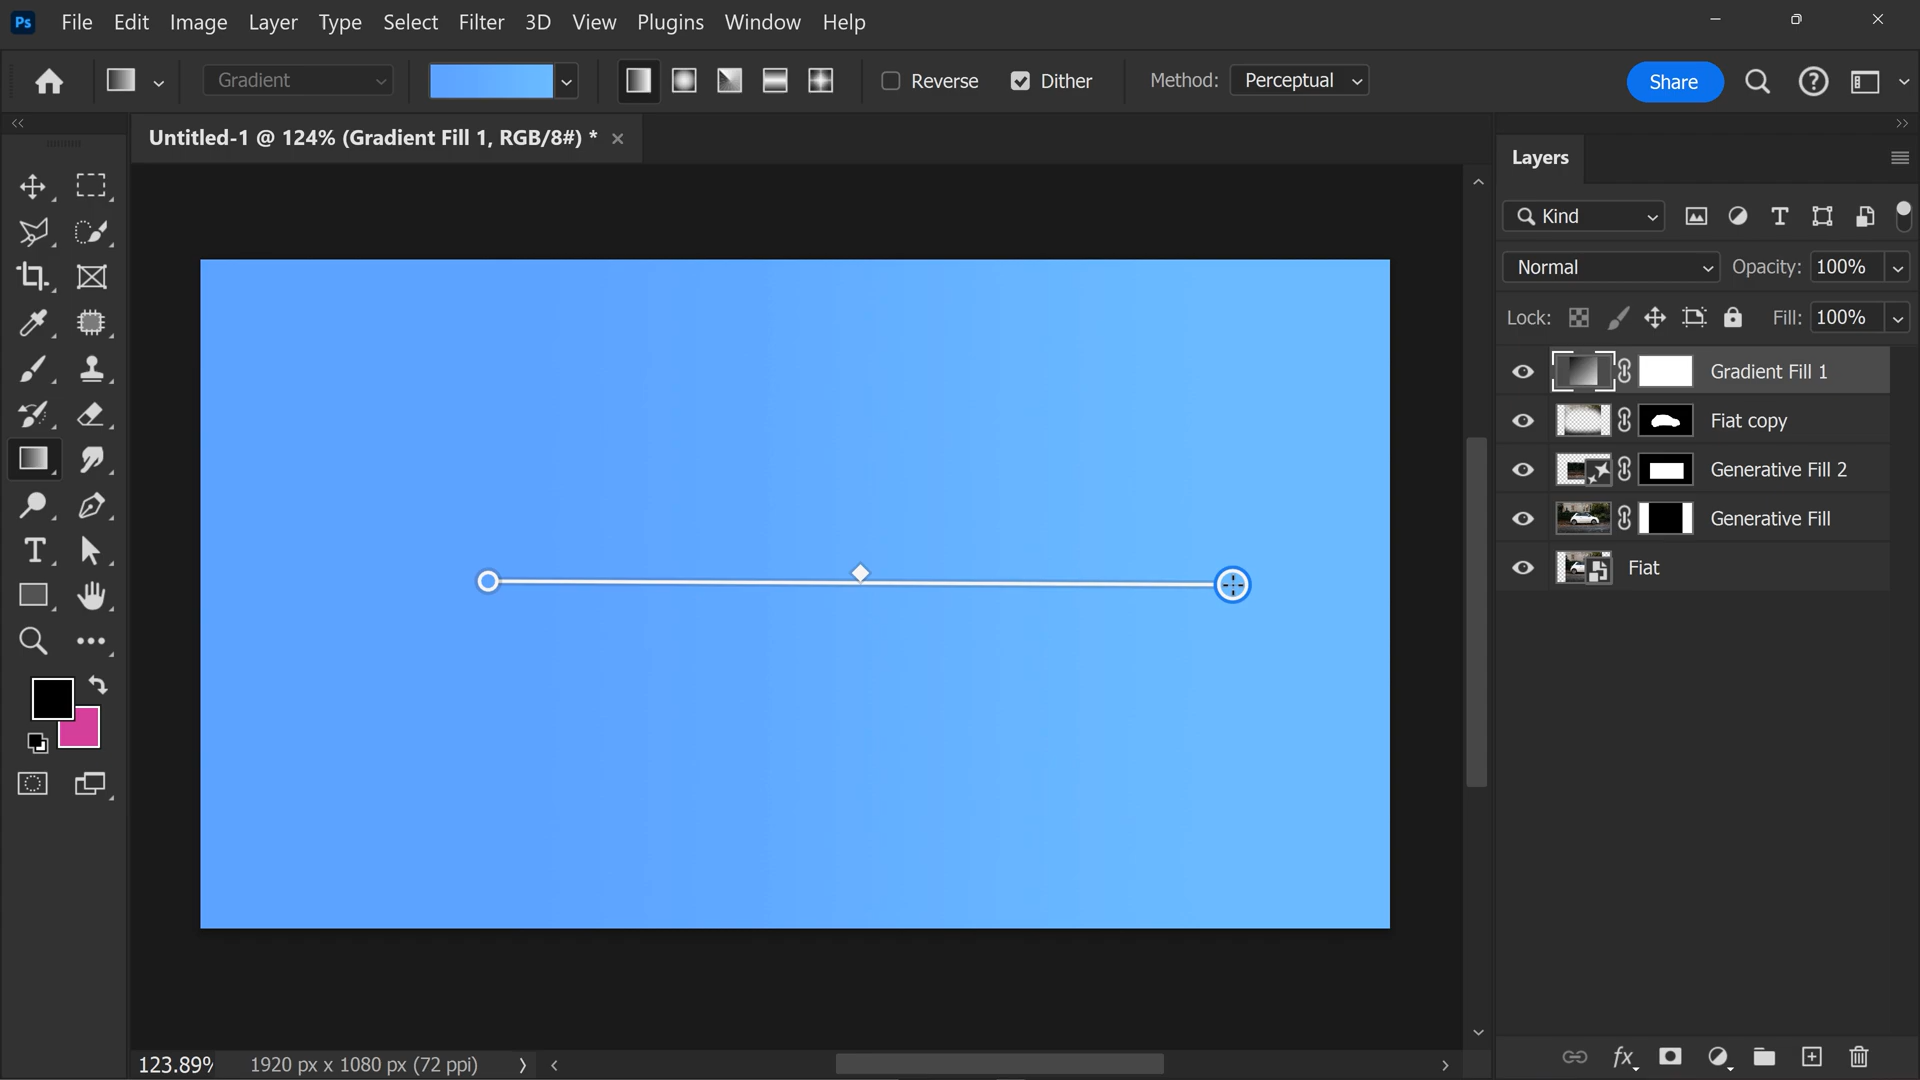 Ps File Edit Image Layer Type Select Filter 3D View Plugins Window Help
Gradient Reverse Dither Method: Perceptual Share
Untitled-1 @ 124% (Gradient Fill 1, RGB/8#) *
Layers
Kind
Normal Opacity: 100%
Lock: Fill: 100%
Gradient Fill 1
Fiat copy
Generative Fill 2
Generative Fill
Fiat
123.89% 1920 px x 1080 px (72 ppi)